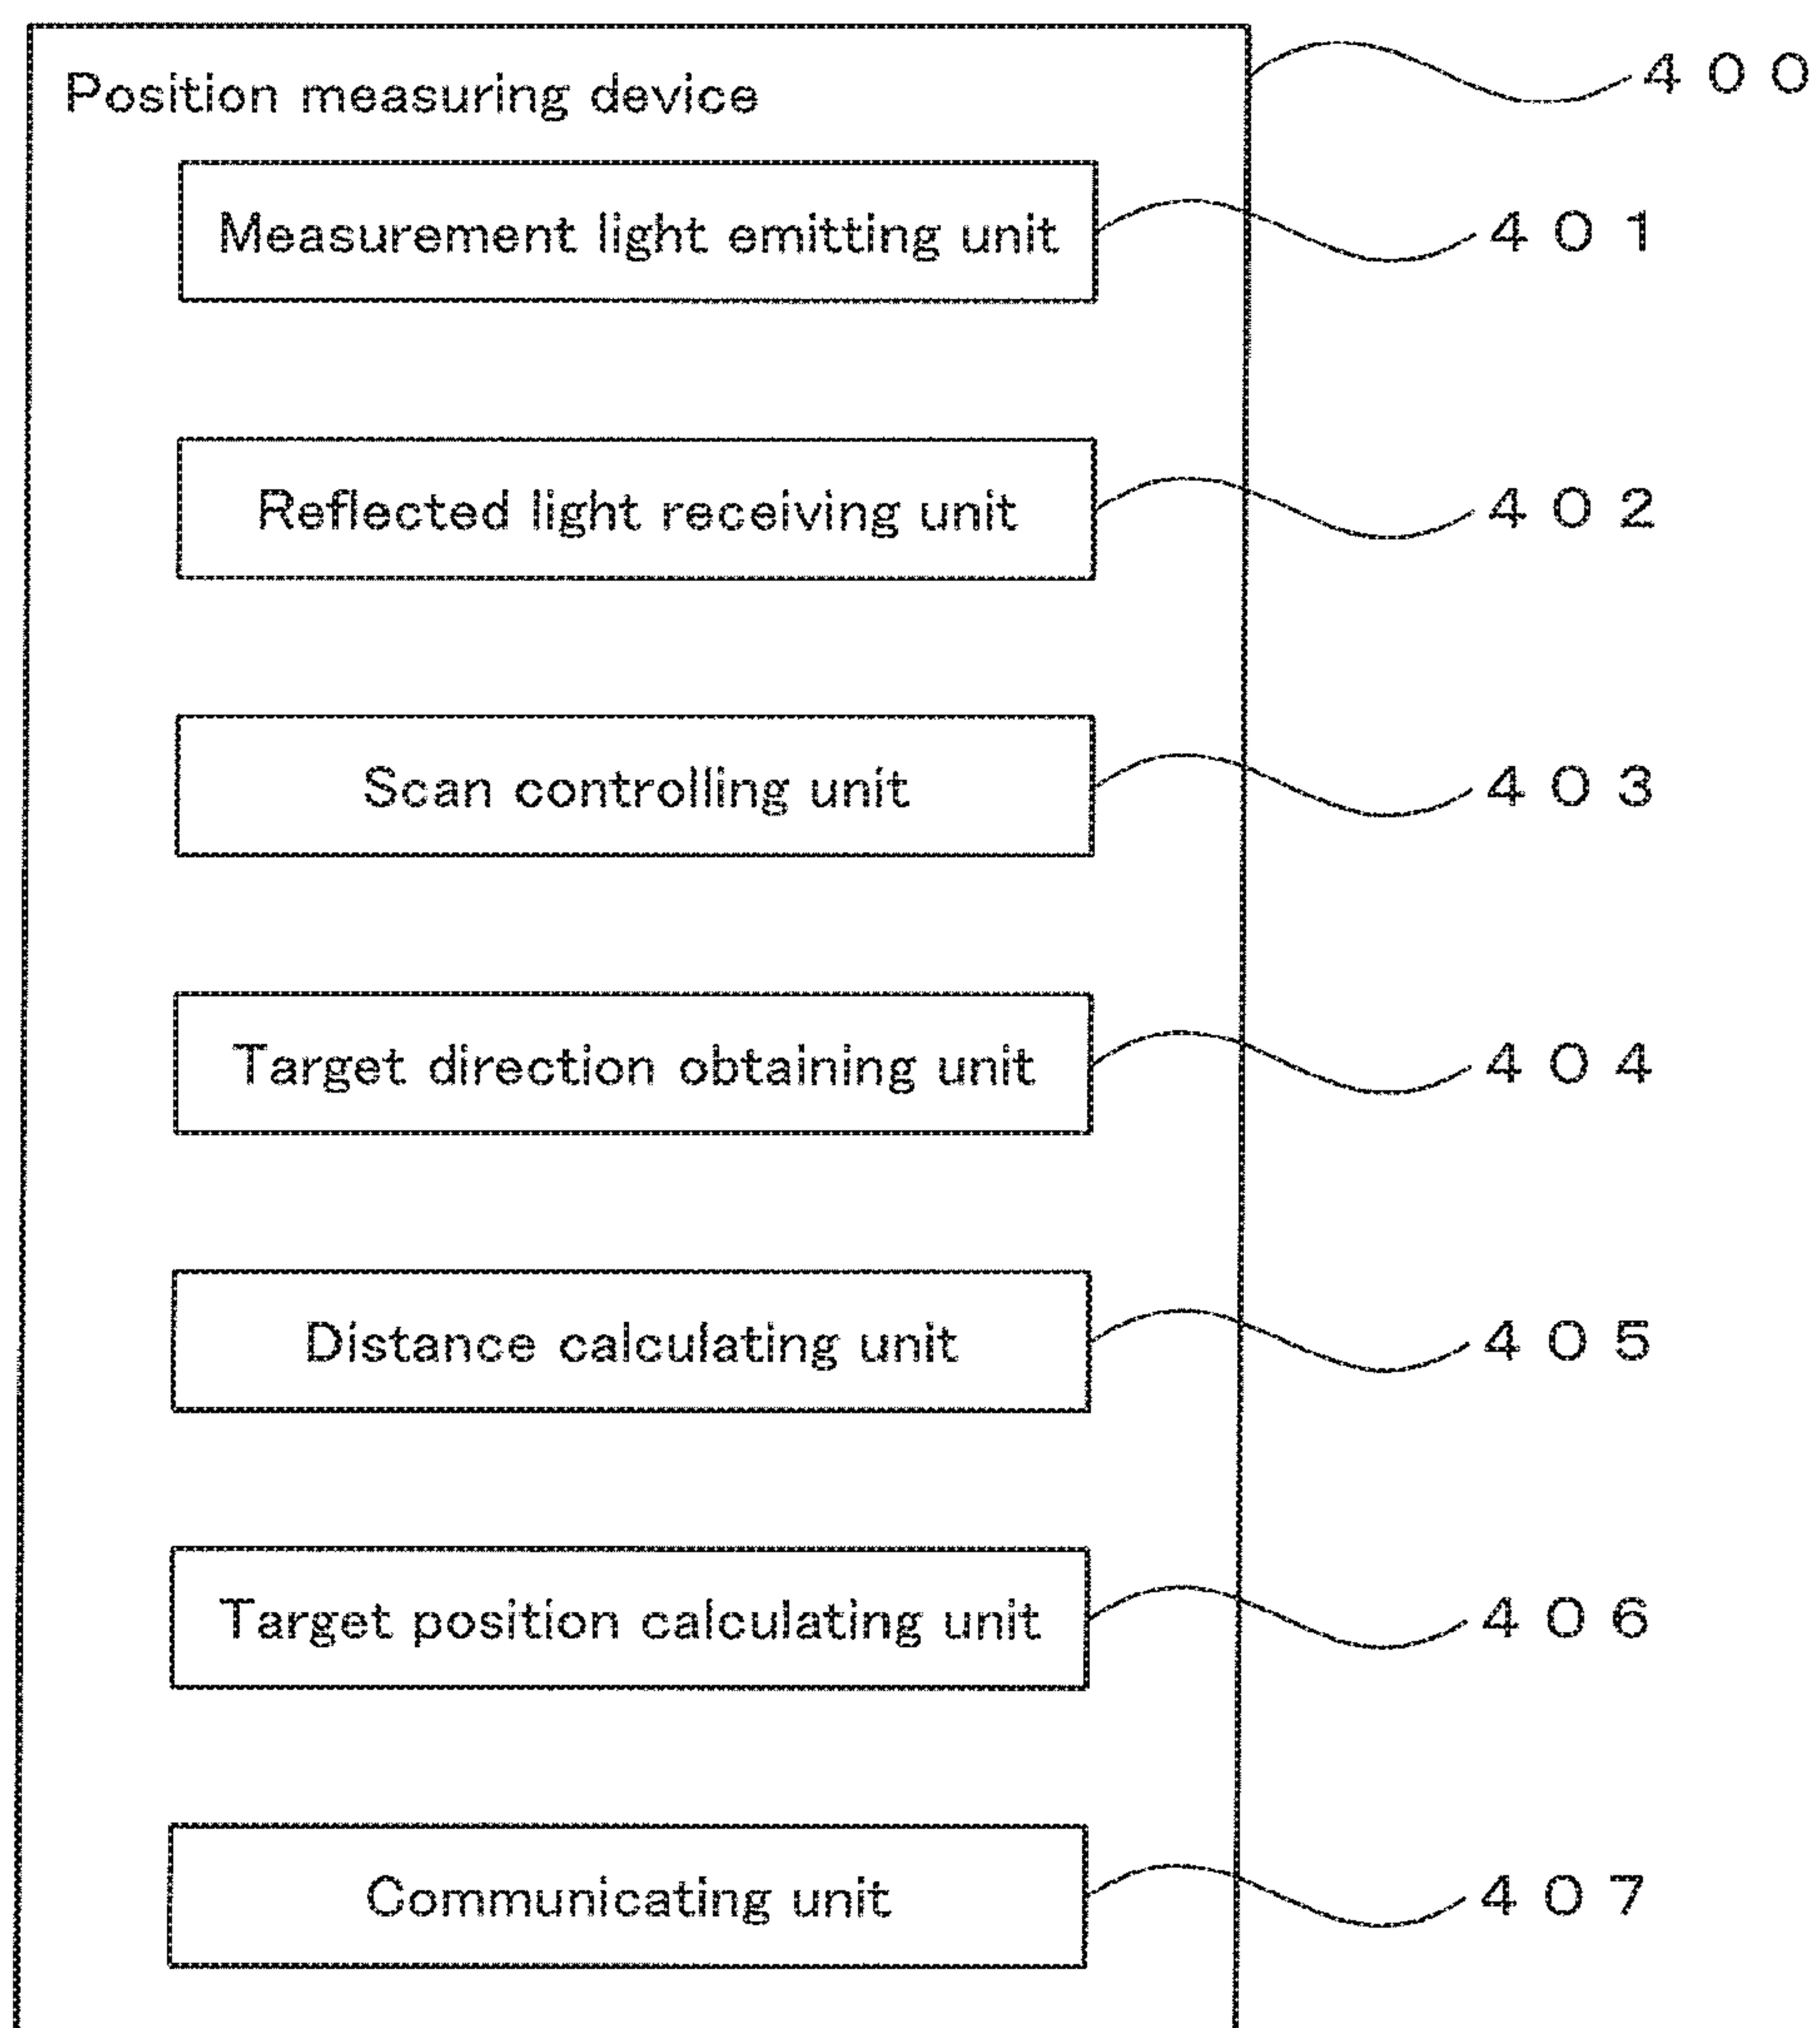 Position measuring device
400
Measurement light emitting unit
401
Reflected light receiving unit
402
Scan controlling unit
403
Target direction obtaining unit
404
Distance calculating unit
405
Target position calculating unit
406
Communicating unit
407